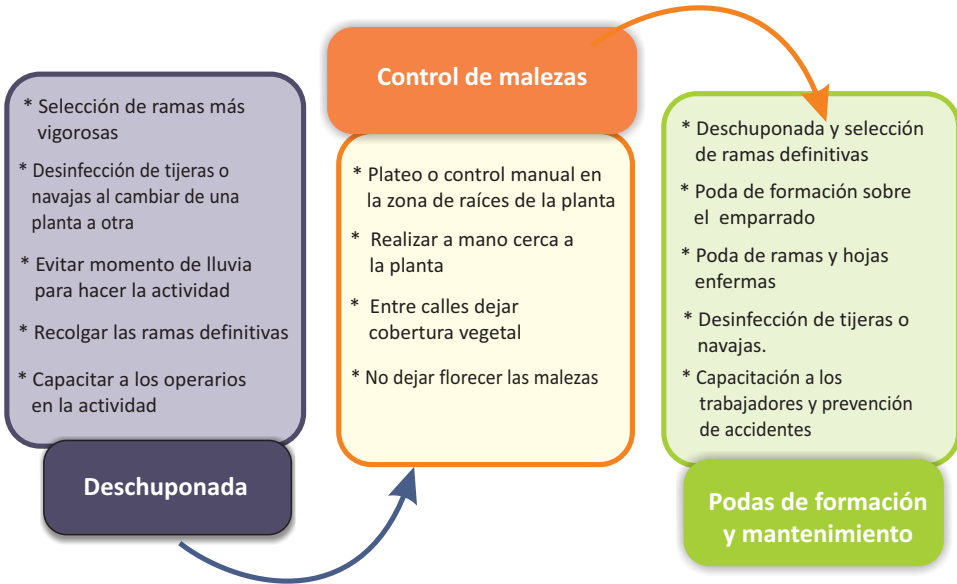 * Selección de ramas más
vigorosas
* Desinfección de tijeras o
navajas al cambiar de una
planta a otra
* Evitar momento de lluvia
para hacer la actividad
* Recolgar las ramas definitivas
* Capacitar a los operarios
en la actividad
Deschuponada
Control de malezas
* Plateo o control manual en
la zona de raíces de la planta
* Realizar a mano cerca a
la planta
* Entre calles dejar
cobertura vegetal
* No dejar florecer las malezas
* Deschuponada y selección
de ramas definitivas
* Poda de formación sobre
el emparrado
* Poda de ramas y hojas
enfermas
* Desinfección de tijeras o
navajas.
* Capacitación a los
trabajadores y prevención
de accidentes
Podas de formación
y mantenimiento